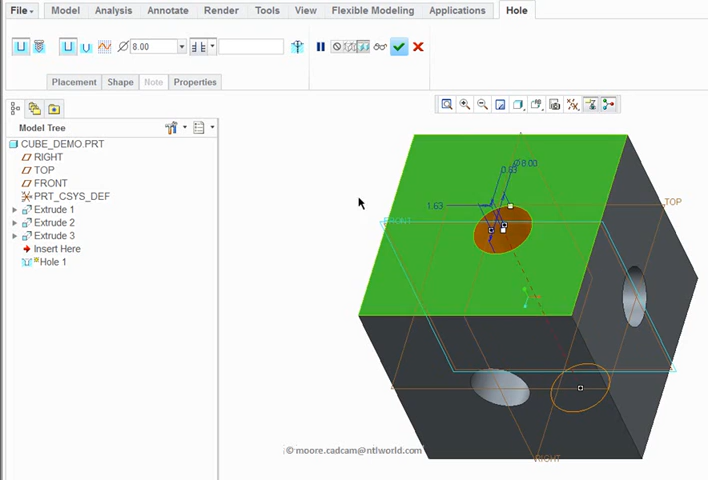 File Model Analysis Annotate Render Tools View Flexible Modeling Applications Hole
8.00
Placement Shape Note Properties
Model Tree
CUBE_DEMO.PRT
RIGHT
TOP
FRONT
PRT_CSYS_DEF
Extrude 1
Extrude 2
Extrude 3
Insert Here
Hole 1
Ø8.00
0.63
1.63
TOP
FRONT
© moore.cadcam@ntlworld.com
RIGHT